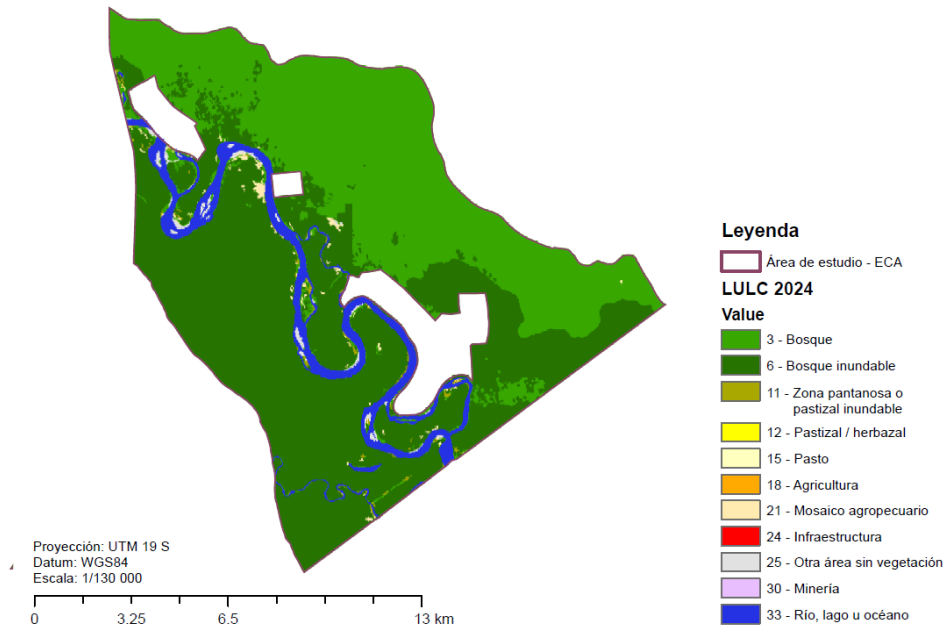 Leyenda
Área de estudio - ECA
LULC 2024
Value
3 - Bosque
6 - Bosque inundable
11 - Zona pantanosa o
pastizal inundable
12 - Pastizal / herbazal
15 - Pasto
18 - Agricultura
21 - Mosaico agropecuario
24 - Infraestructura
25 - Otra área sin vegetación
30 - Minería
33 - Río, lago u océano
Proyección: UTM 19 S
Datum: WGS84
Escala: 1/130 000
0 3.25 6.5 13 km